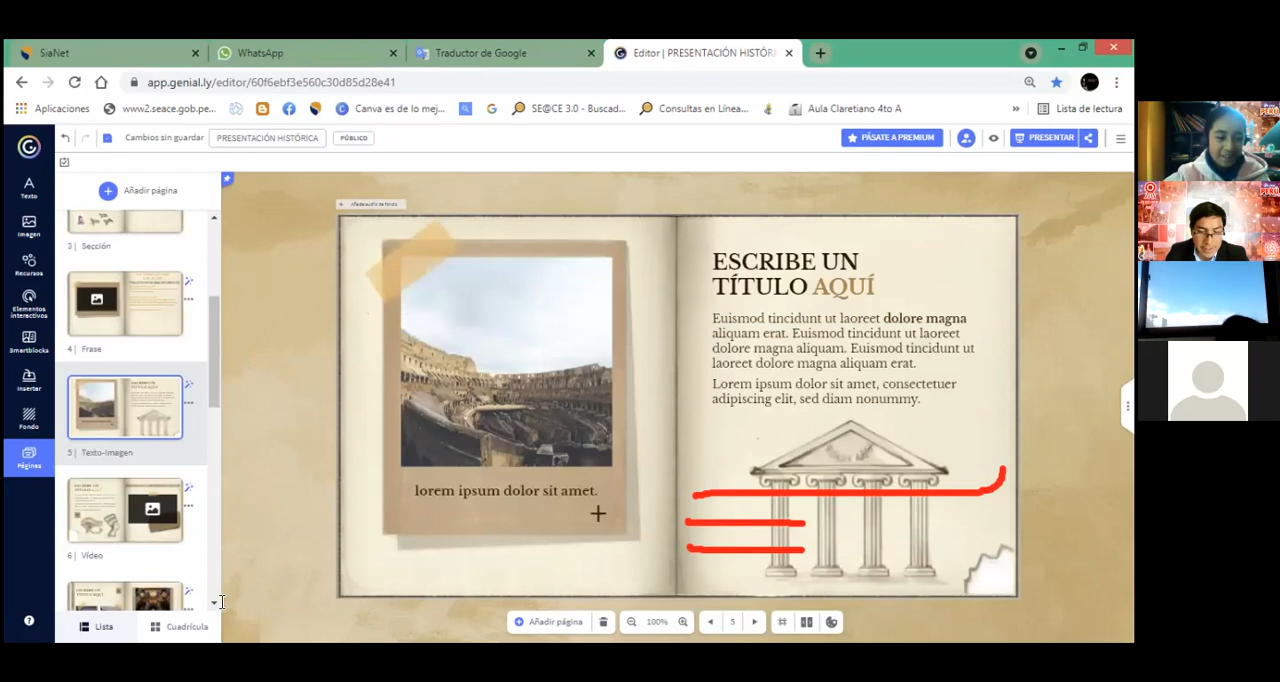 SiaNet
WhatsApp
Traductor de Google
Editor | PRESENTACIÓN HISTÓR
app.genial.ly/editor/60f6ebf3e560c30d85d28e41
Aplicaciones
www2.seace.gob.pe...
Canva es de lo mej...
SE@CE 3.0 - Buscad...
Consultas en Línea...
Aula Claretiano 4to A
»
Lista de lectura
Cambios sin guardar
PRESENTACIÓN HISTÓRICA
PÚBLICO
PÁSATE A PREMIUM
PRESENTAR
Texto
Imagen
Recursos
Elementos
interactivos
Smartblocks
Insertar
Fondo
Páginas
Añadir página
3 | Sección
4 | Frase
5 | Texto-Imagen
6 | Vídeo
Lista
Cuadrícula
Añade audio de fondo
lorem ipsum dolor sit amet.
ESCRIBE UN
TÍTULO AQUÍ
Euismod tincidunt ut laoreet dolore magna
aliquam erat. Euismod tincidunt ut laoreet
dolore magna aliquam. Euismod tincidunt ut
laoreet dolore magna aliquam erat.
Lorem ipsum dolor sit amet, consectetuer
adipiscing elit, sed diam nonummy.
Añadir página
100%
5